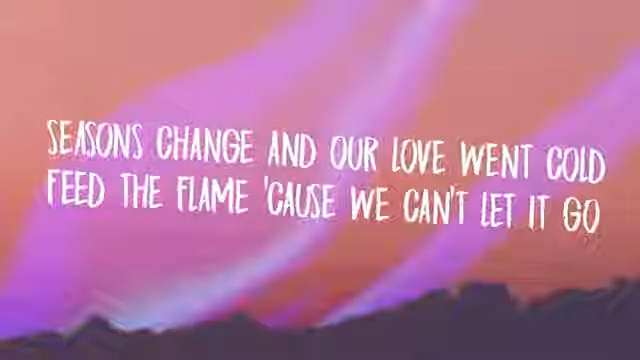 SEASONS CHANGE AND OUR LOVE WENT COLD
FEED THE FLAME 'CAUSE WE CAN'T LET IT GO